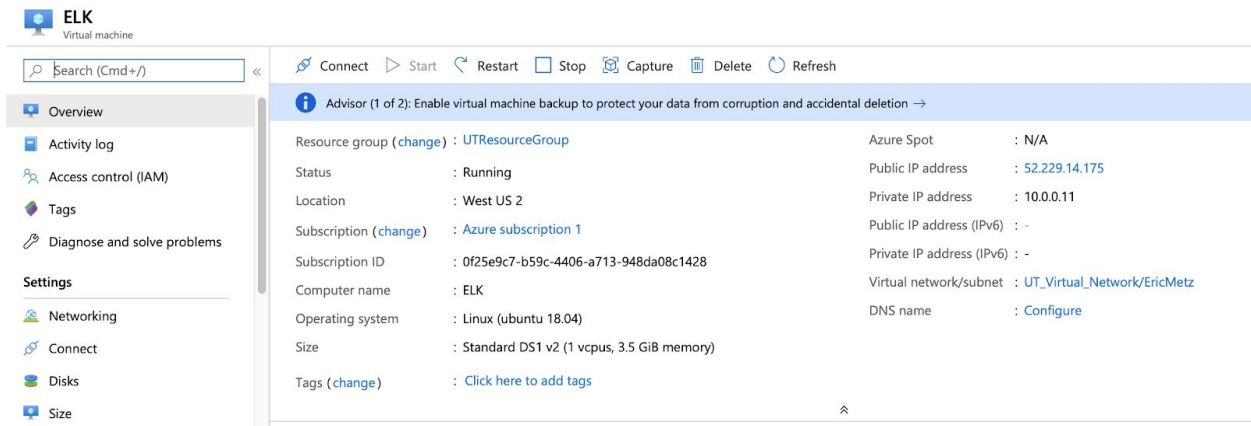 ELK
Virtual machine
Search (Cmd+/)
«
Overview
Activity log
Access control (IAM)
Tags
Diagnose and solve problems
Settings
Networking
Connect
Disks
Size
Connect Start Restart Stop Capture Delete Refresh
Advisor (1 of 2): Enable virtual machine backup to protect your data from corruption and accidental deletion →
Resource group (change) : UTResourceGroup
Status : Running
Location : West US 2
Subscription (change) : Azure subscription 1
Subscription ID : 0f25e9c7-b59c-4406-a713-948da08c1428
Computer name : ELK
Operating system : Linux (ubuntu 18.04)
Size : Standard DS1 v2 (1 vcpus, 3.5 GiB memory)
Tags (change) : Click here to add tags
Azure Spot : N/A
Public IP address : 52.229.14.175
Private IP address : 10.0.0.11
Public IP address (IPv6) : -
Private IP address (IPv6) : -
Virtual network/subnet : UT_Virtual_Network/EricMetz
DNS name : Configure